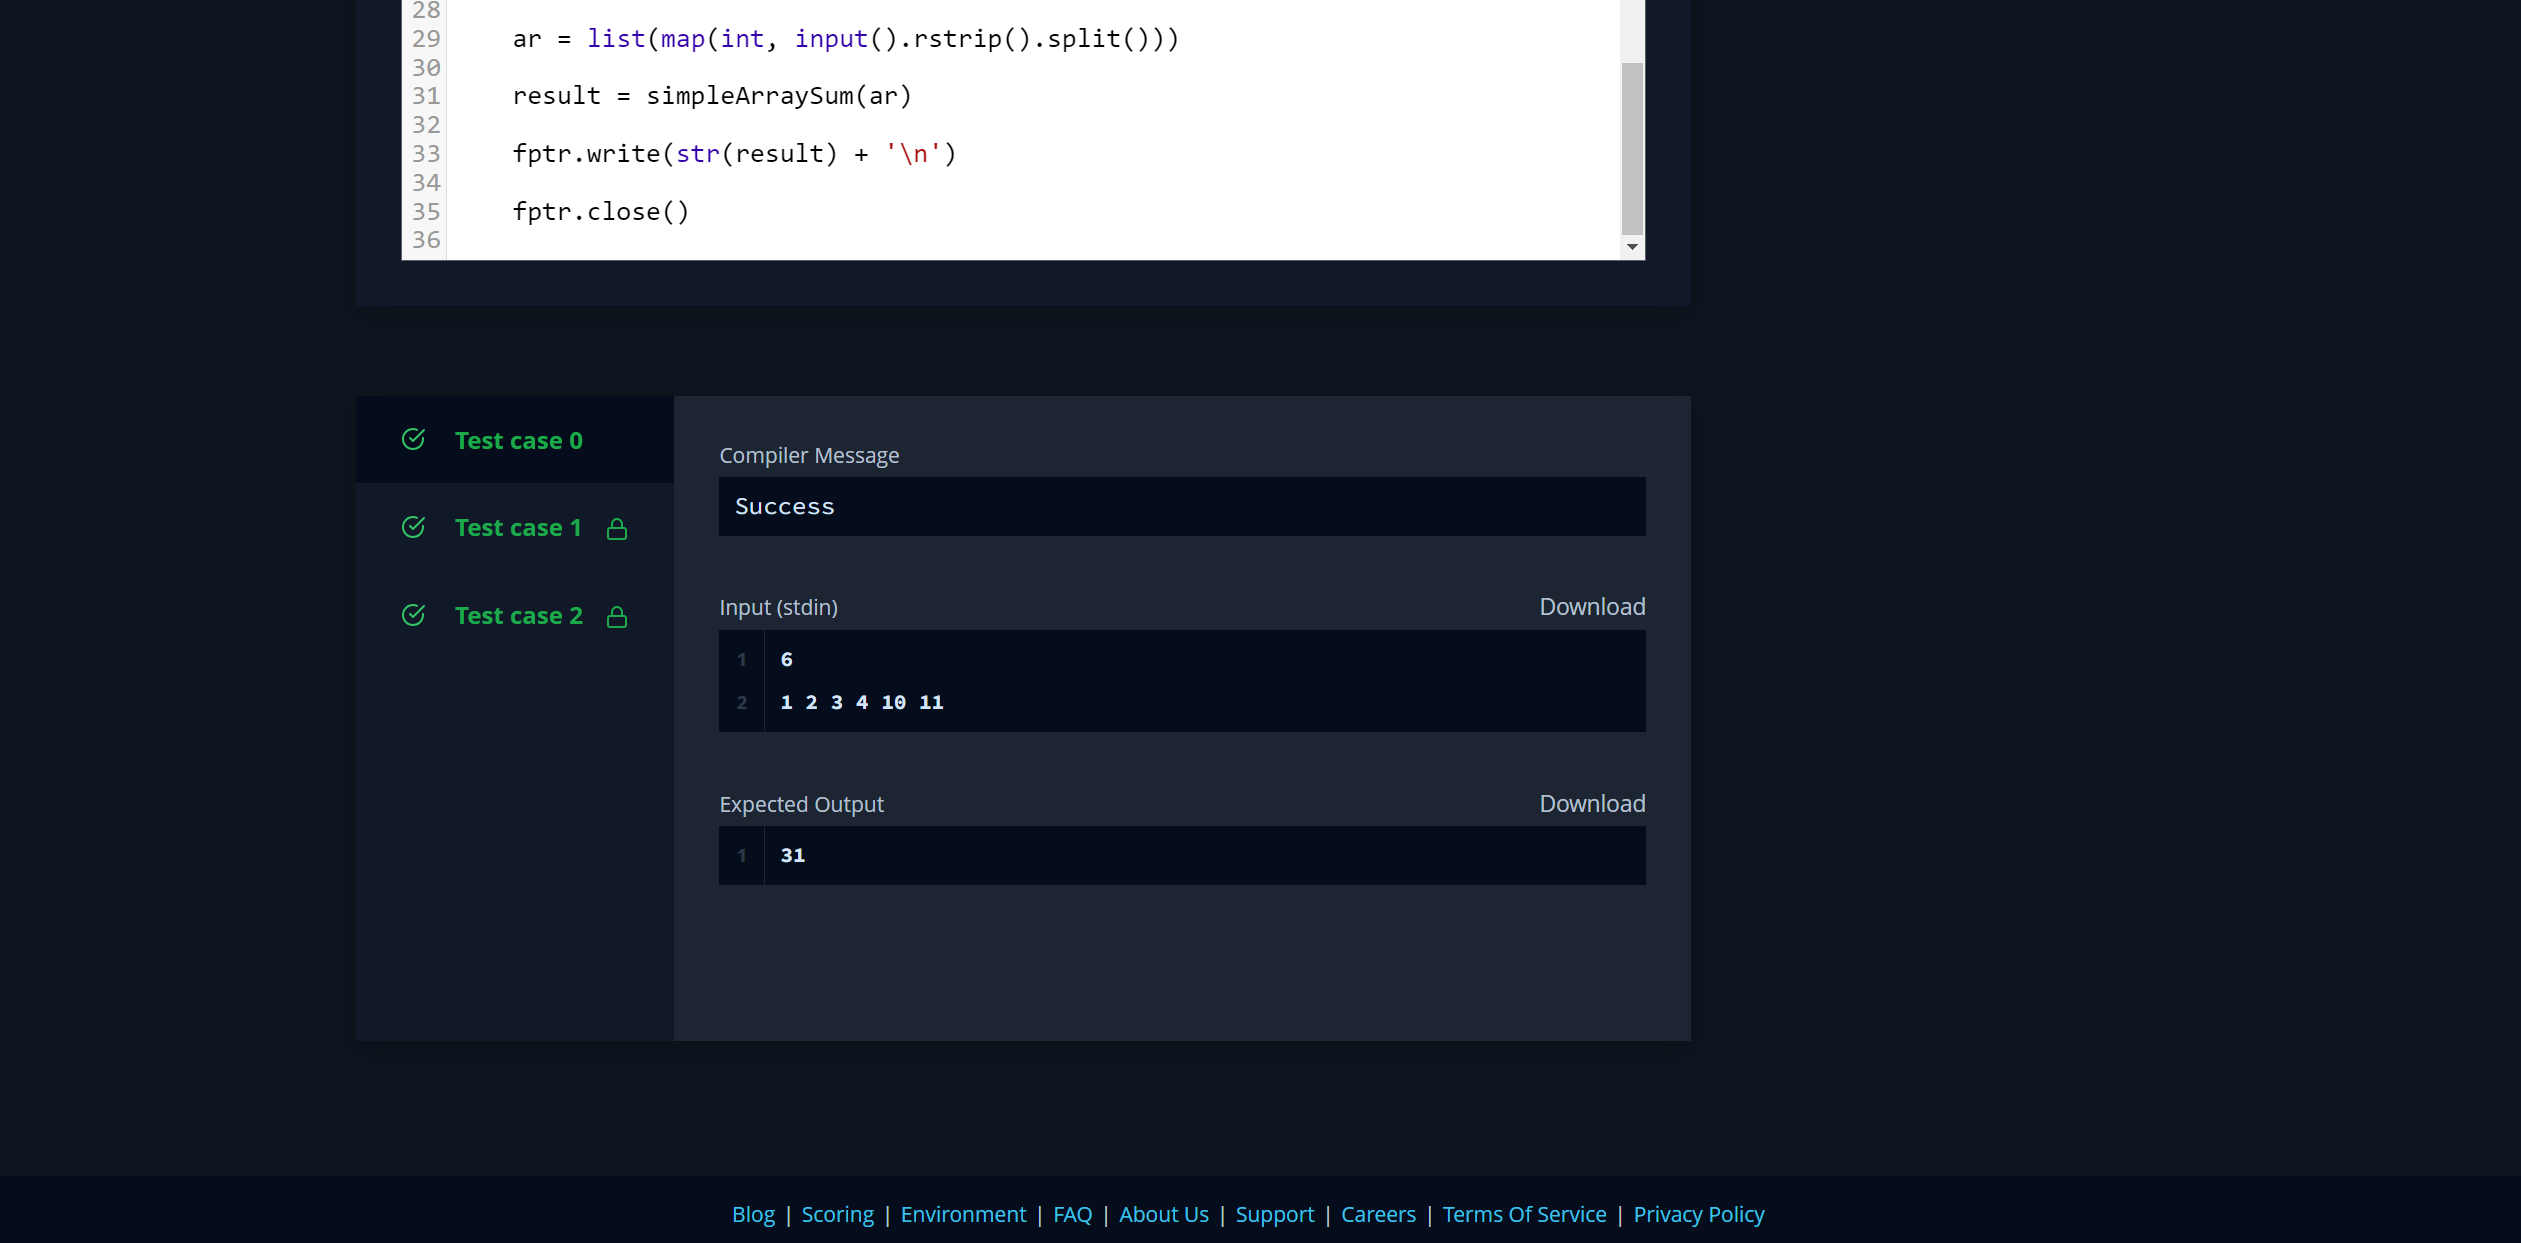 28
29 ar = list(map(int, input().rstrip().split()))
30
31 result = simpleArraySum(ar)
32
33 fptr.write(str(result) + '\n')
34
35 fptr.close()
36
Test case 0
Test case 1
Test case 2
Compiler Message
Success
Input (stdin) Download
1 6
2 1 2 3 4 10 11
Expected Output Download
1 31
Blog | Scoring | Environment | FAQ | About Us | Support | Careers | Terms Of Service | Privacy Policy